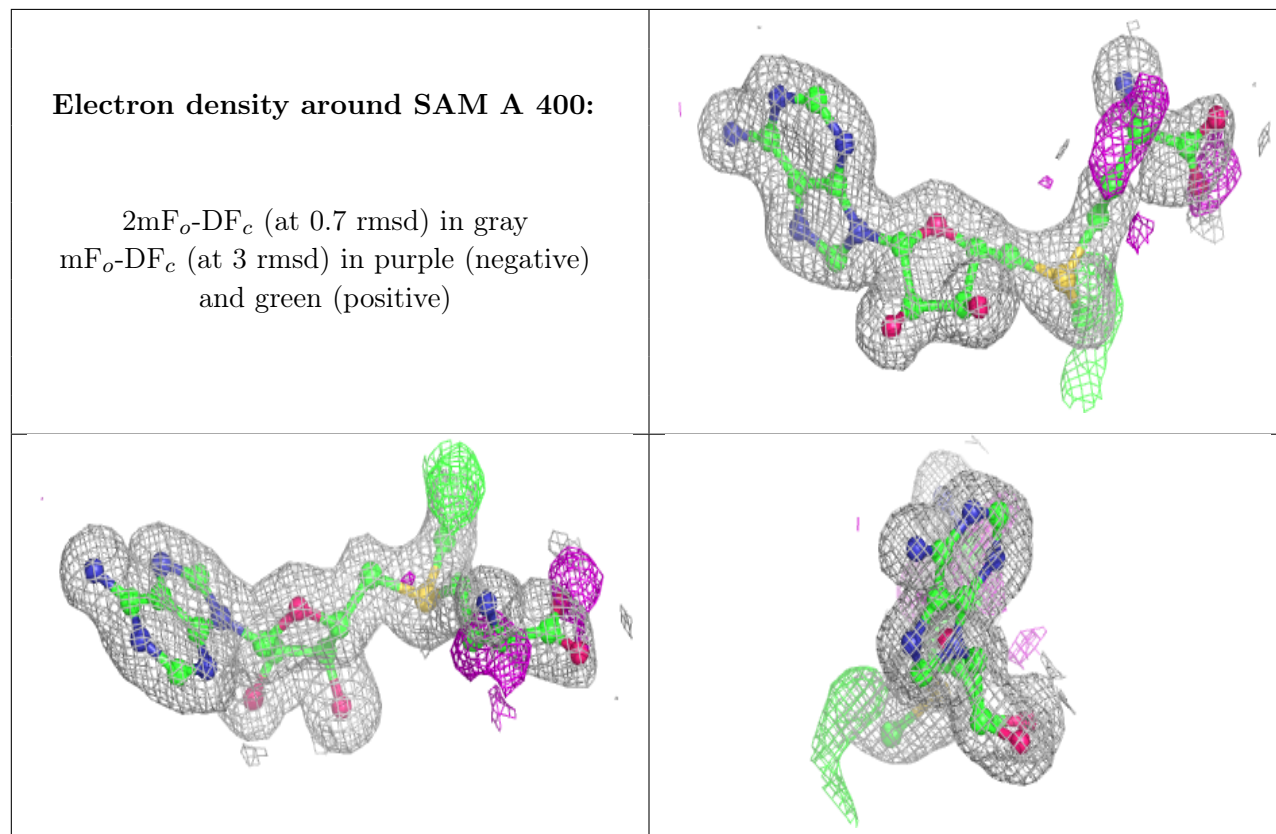 Electron density around SAM A 400:
2mFo-DFc (at 0.7 rmsd) in gray
mFo-DFc (at 3 rmsd) in purple (negative)
and green (positive)